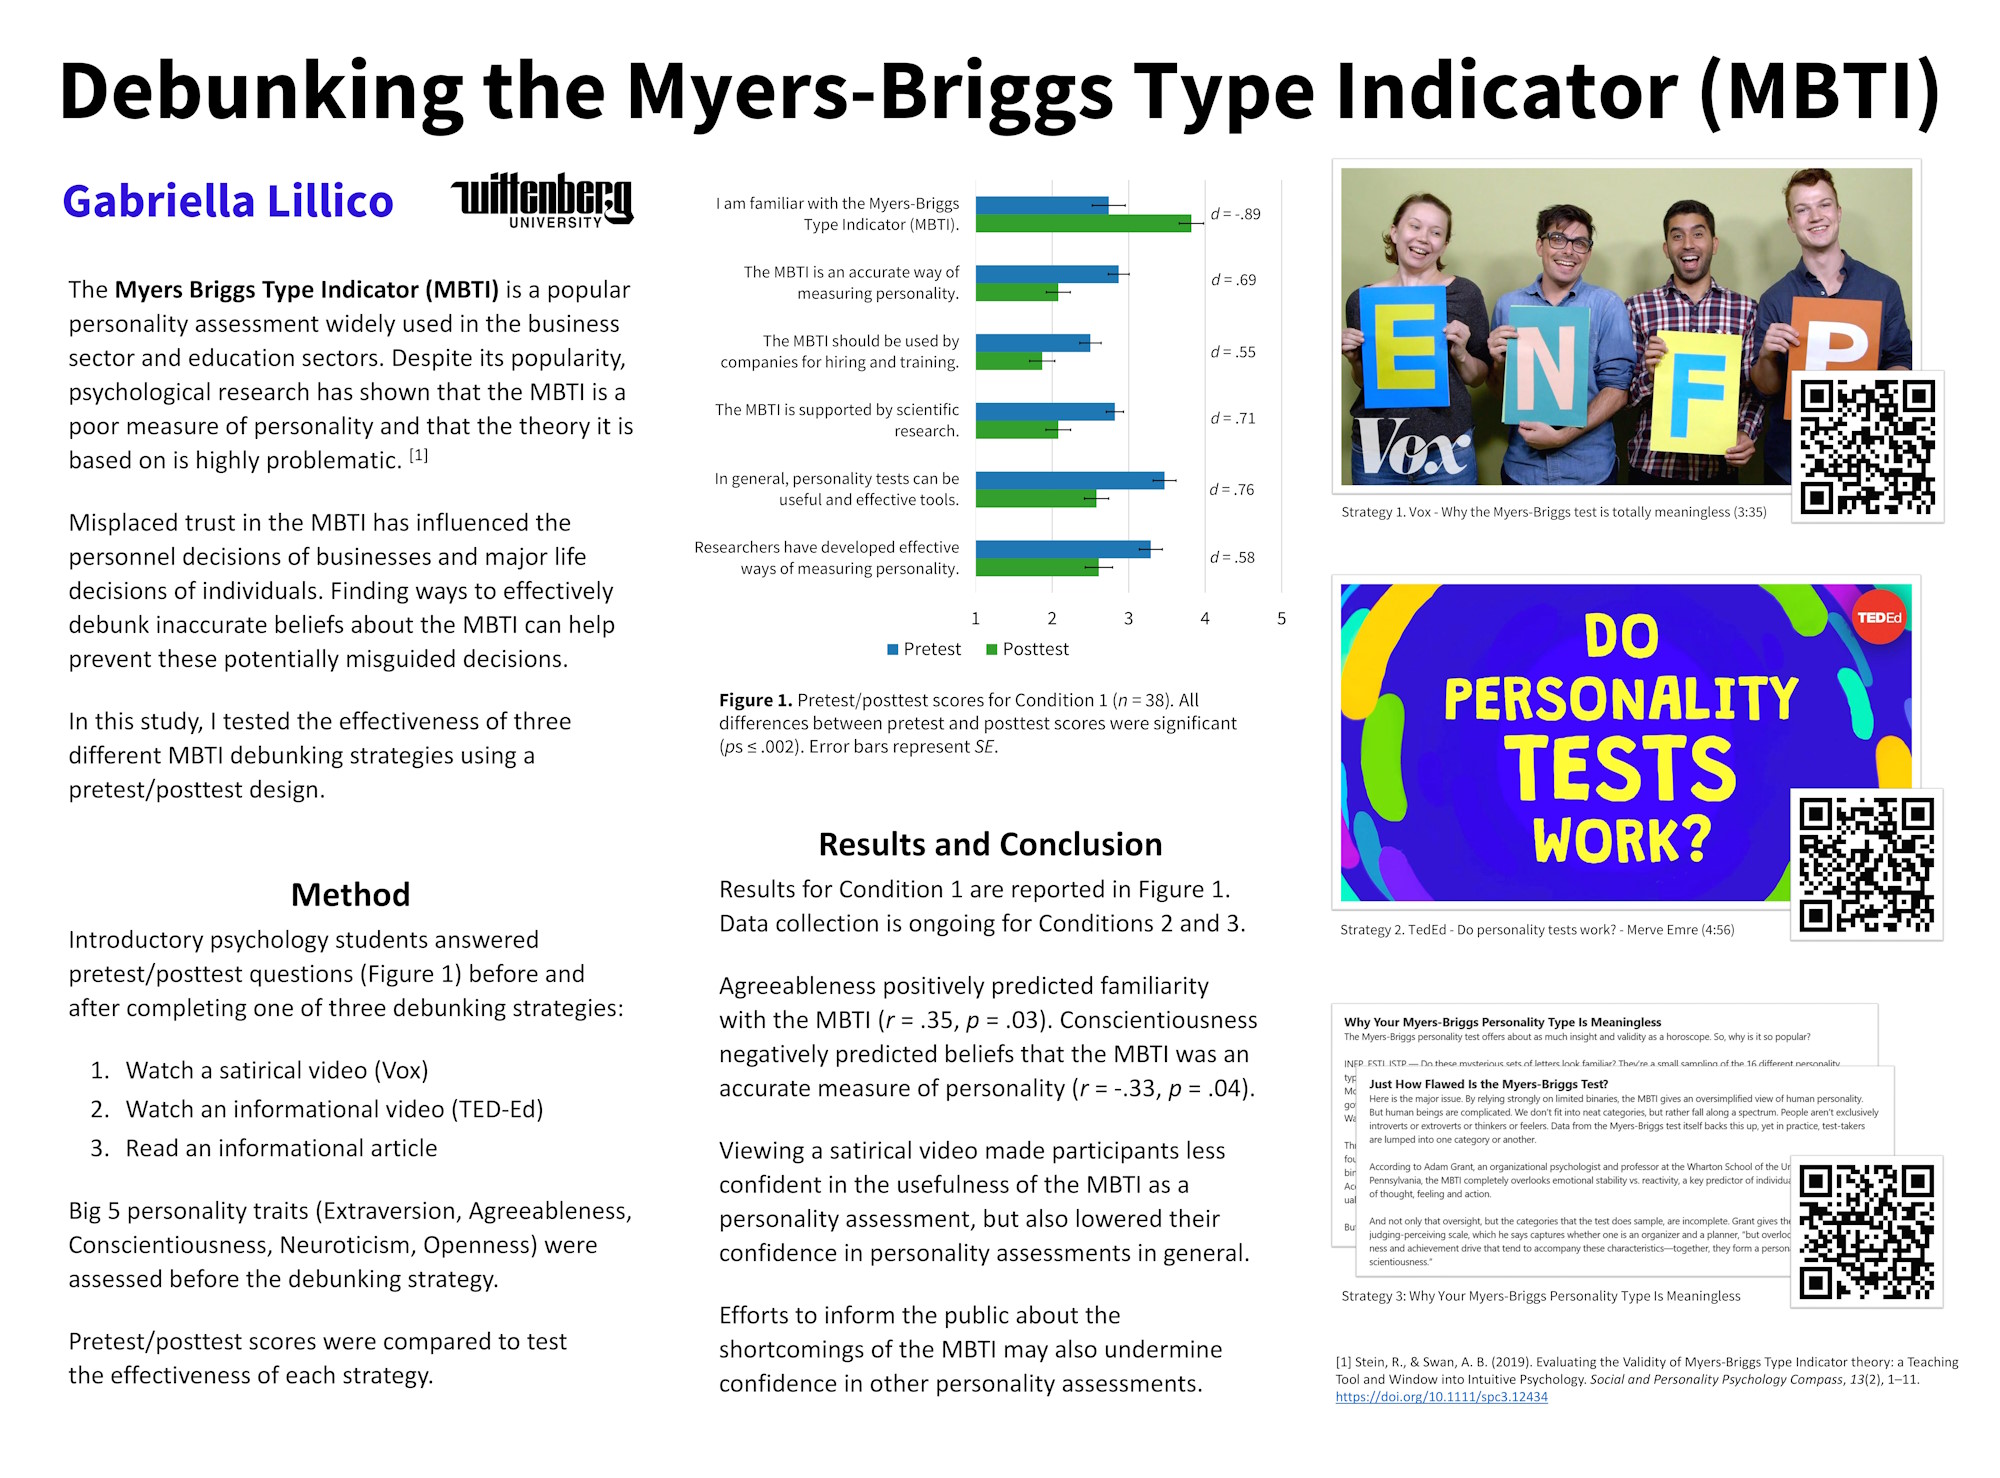 Debunking the Myers-Briggs Type Indicator (MBTI)
Gabriella Lillico
wittenberg
UNIVERSITY
The Myers Briggs Type Indicator (MBTI) is a popular
personality assessment widely used in the business
sector and education sectors. Despite its popularity,
psychological research has shown that the MBTI is a
poor measure of personality and that the theory it is
based on is highly problematic. [1]
Misplaced trust in the MBTI has influenced the
personnel decisions of businesses and major life
decisions of individuals. Finding ways to effectively
debunk inaccurate beliefs about the MBTI can help
prevent these potentially misguided decisions.
In this study, I tested the effectiveness of three
different MBTI debunking strategies using a
pretest/posttest design.
Method
Introductory psychology students answered
pretest/posttest questions (Figure 1) before and
after completing one of three debunking strategies:
1. Watch a satirical video (Vox)
2. Watch an informational video (TED-Ed)
3. Read an informational article
Big 5 personality traits (Extraversion, Agreeableness,
Conscientiousness, Neuroticism, Openness) were
assessed before the debunking strategy.
Pretest/posttest scores were compared to test
the effectiveness of each strategy.
I am familiar with the Myers-Briggs
Type Indicator (MBTI).
d = -.89
The MBTI is an accurate way of
measuring personality.
d = .69
The MBTI should be used by
companies for hiring and training.
d = .55
The MBTI is supported by scientific
research.
d = .71
In general, personality tests can be
useful and effective tools.
d = .76
Researchers have developed effective
ways of measuring personality.
d = .58
1 2 3 4 5
Pretest Posttest
Figure 1. Pretest/posttest scores for Condition 1 (n = 38). All
differences between pretest and posttest scores were significant
(ps ≤ .002). Error bars represent SE.
Results and Conclusion
Results for Condition 1 are reported in Figure 1.
Data collection is ongoing for Conditions 2 and 3.
Agreeableness positively predicted familiarity
with the MBTI (r = .35, p = .03). Conscientiousness
negatively predicted beliefs that the MBTI was an
accurate measure of personality (r = -.33, p = .04).
Viewing a satirical video made participants less
confident in the usefulness of the MBTI as a
personality assessment, but also lowered their
confidence in personality assessments in general.
Efforts to inform the public about the
shortcomings of the MBTI may also undermine
confidence in other personality assessments.
E N F P
Vox
Strategy 1. Vox - Why the Myers-Briggs test is totally meaningless (3:35)
TEDEd
DO
PERSONALITY
TESTS
WORK?
Strategy 2. TedEd - Do personality tests work? - Merve Emre (4:56)
Why Your Myers-Briggs Personality Type Is Meaningless
The Myers-Briggs personality test offers about as much insight and validity as a horoscope. So, why is it so popular?
INFP, ESTJ, ISTP — Do these mysterious sets of letters look familiar? They're a small sampling of the 16 different personality
Just How Flawed Is the Myers-Briggs Test?
Here is the major issue. By relying strongly on limited binaries, the MBTI gives an oversimplified view of human personality.
But human beings are complicated. We don't fit into neat categories, but rather fall along a spectrum. People aren't exclusively
introverts or extroverts or thinkers or feelers. Data from the Myers-Briggs test itself backs this up, yet in practice, test-takers
are lumped into one category or another.
According to Adam Grant, an organizational psychologist and professor at the Wharton School of the
Pennsylvania, the MBTI completely overlooks emotional stability vs. reactivity, a key predictor of
of thought, feeling and action.
And not only that oversight, but the categories that the test does sample, are incomplete. Grant gives the
judging-perceiving scale, which he says captures whether one is an organizer and a planner, "but
ness and achievement drive that tend to accompany these characteristics—together, they form a
scientiousness."
Strategy 3: Why Your Myers-Briggs Personality Type Is Meaningless
[1] Stein, R., & Swan, A. B. (2019). Evaluating the Validity of Myers-Briggs Type Indicator theory: a Teaching
Tool and Window into Intuitive Psychology. Social and Personality Psychology Compass, 13(2), 1–11.
https://doi.org/10.1111/spc3.12434